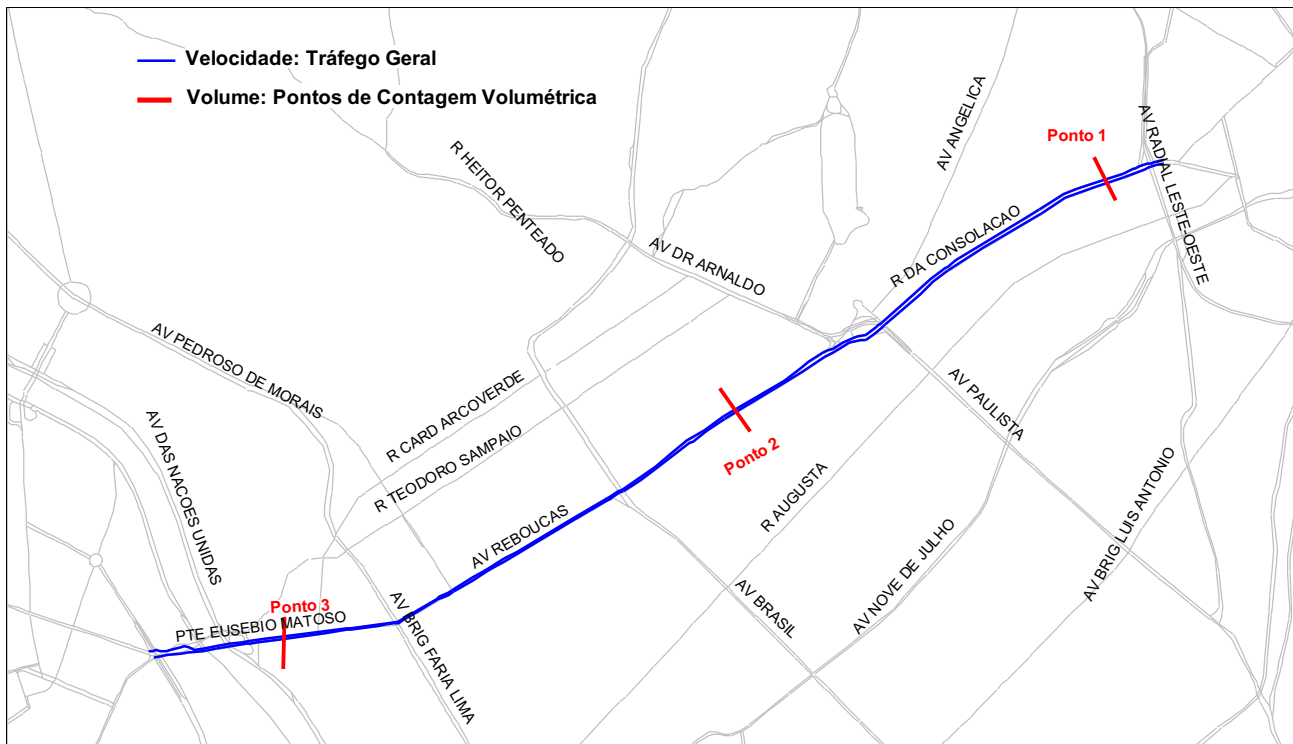 Velocidade: Tráfego Geral
Volume: Pontos de Contagem Volumétrica
AV ANGELICA
Ponto 1
AV RADIAL LESTE-OESTE
R HEITOR PENTEADO
R DA CONSOLACAO
AV DR ARNALDO
AV PEDROSO DE MORAIS
R CARD ARCOVERDE
AV PAULISTA
AV DAS NACOES UNIDAS
R TEODORO SAMPAIO
Ponto 2
R AUGUSTA
AV BRIG LUIS ANTONIO
AV REBOUCAS
AV NOVE DE JULHO
AV BRASIL
Ponto 3
PTE EUSEBIO MATOSO
AV BRIG FARIA LIMA